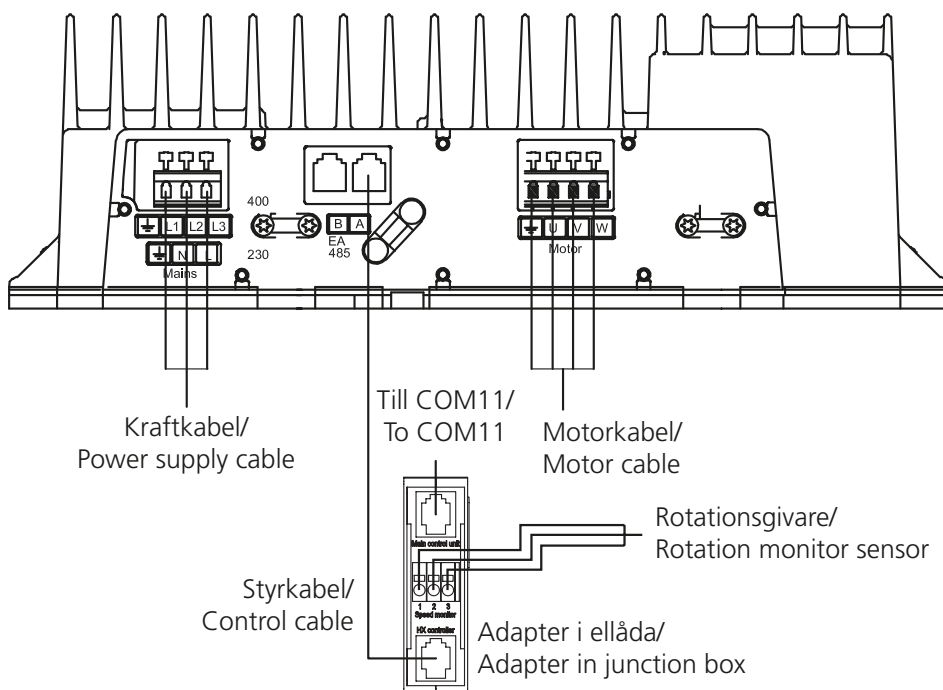 400
L1 L2 L3
B A
EA
485
230
N L
Mains
U V W
Motor
Kraftkabel/
Power supply cable
Till COM11/
To COM11
Motorkabel/
Motor cable
Main control unit
Rotationsgivare/
Rotation monitor sensor
1 2 3
Speed monitor
Styrkabel/
Control cable
HX controller
Adapter i ellåda/
Adapter in junction box